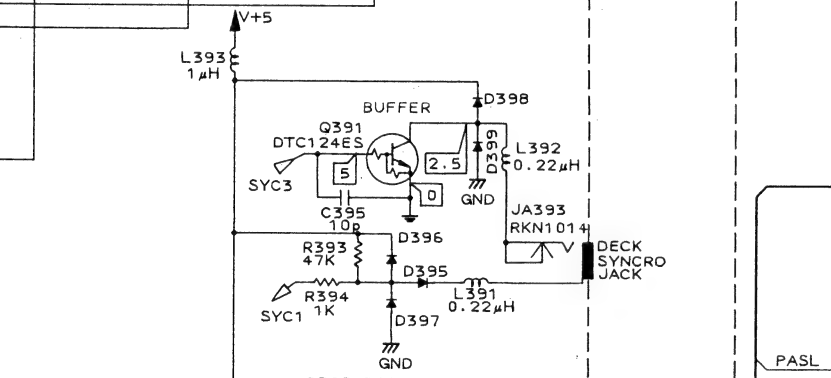 V+5
L393
1μH
BUFFER
D398
Q391
DTC124ES
D399
L392
0.22μH
5
2.5
SYC3
0
GND
C395
10p
JA393
RKN1014
D396
R393
47K
DECK
SYNCRO
JACK
D395
R394
1K
L391
0.22μH
SYC1
D397
GND
PASL